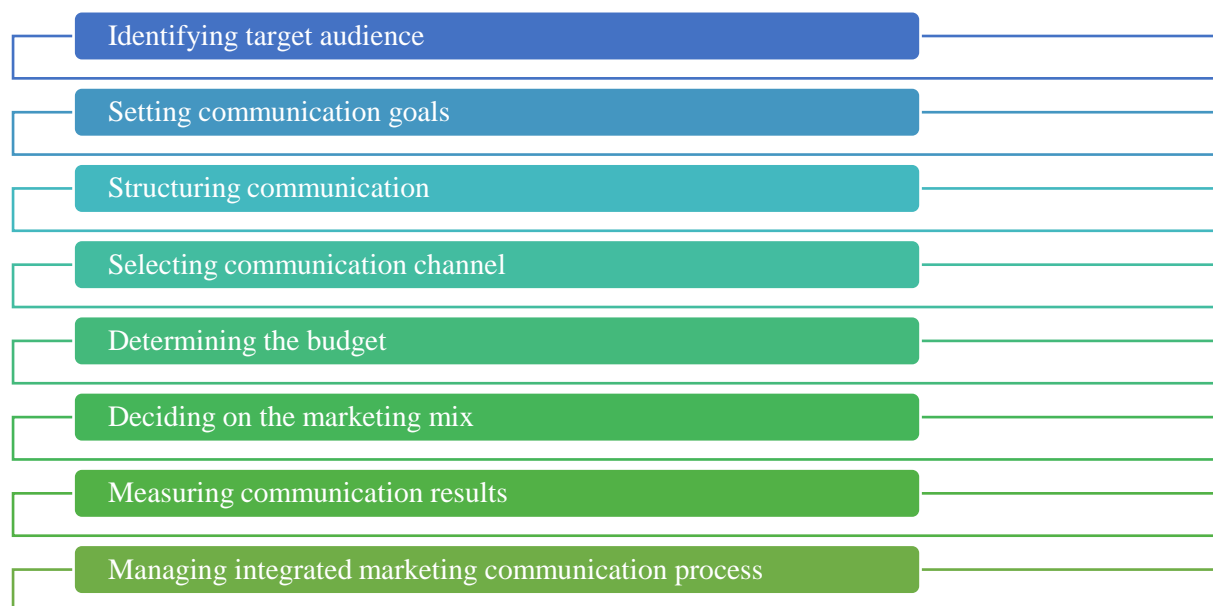 Identifying target audience
Setting communication goals
Structuring communication
Selecting communication channel
Determining the budget
Deciding on the marketing mix
Measuring communication results
Managing integrated marketing communication process